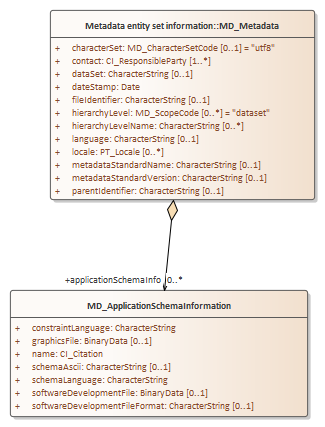 Metadata entity set information::MD_Metadata
+ characterSet: MD_CharacterSetCode [0..1] = "utf8"
+ contact: CI_ResponsibleParty [1..*]
+ dataSet: CharacterString [0..1]
+ dateStamp: Date
+ fileIdentifier: CharacterString [0..1]
+ hierarchyLevel: MD_ScopeCode [0..*] = "dataset"
+ hierarchyLevelName: CharacterString [0..*]
+ language: CharacterString [0..1]
+ locale: PT_Locale [0..*]
+ metadataStandardName: CharacterString [0..1]
+ metadataStandardVersion: CharacterString [0..1]
+ parentIdentifier: CharacterString [0..1]
+applicationSchemaInfo 0..*
MD_ApplicationSchemaInformation
+ constraintLanguage: CharacterString
+ graphicsFile: BinaryData [0..1]
+ name: CI_Citation
+ schemaAscii: CharacterString [0..1]
+ schemaLanguage: CharacterString
+ softwareDevelopmentFile: BinaryData [0..1]
+ softwareDevelopmentFileFormat: CharacterString [0..1]